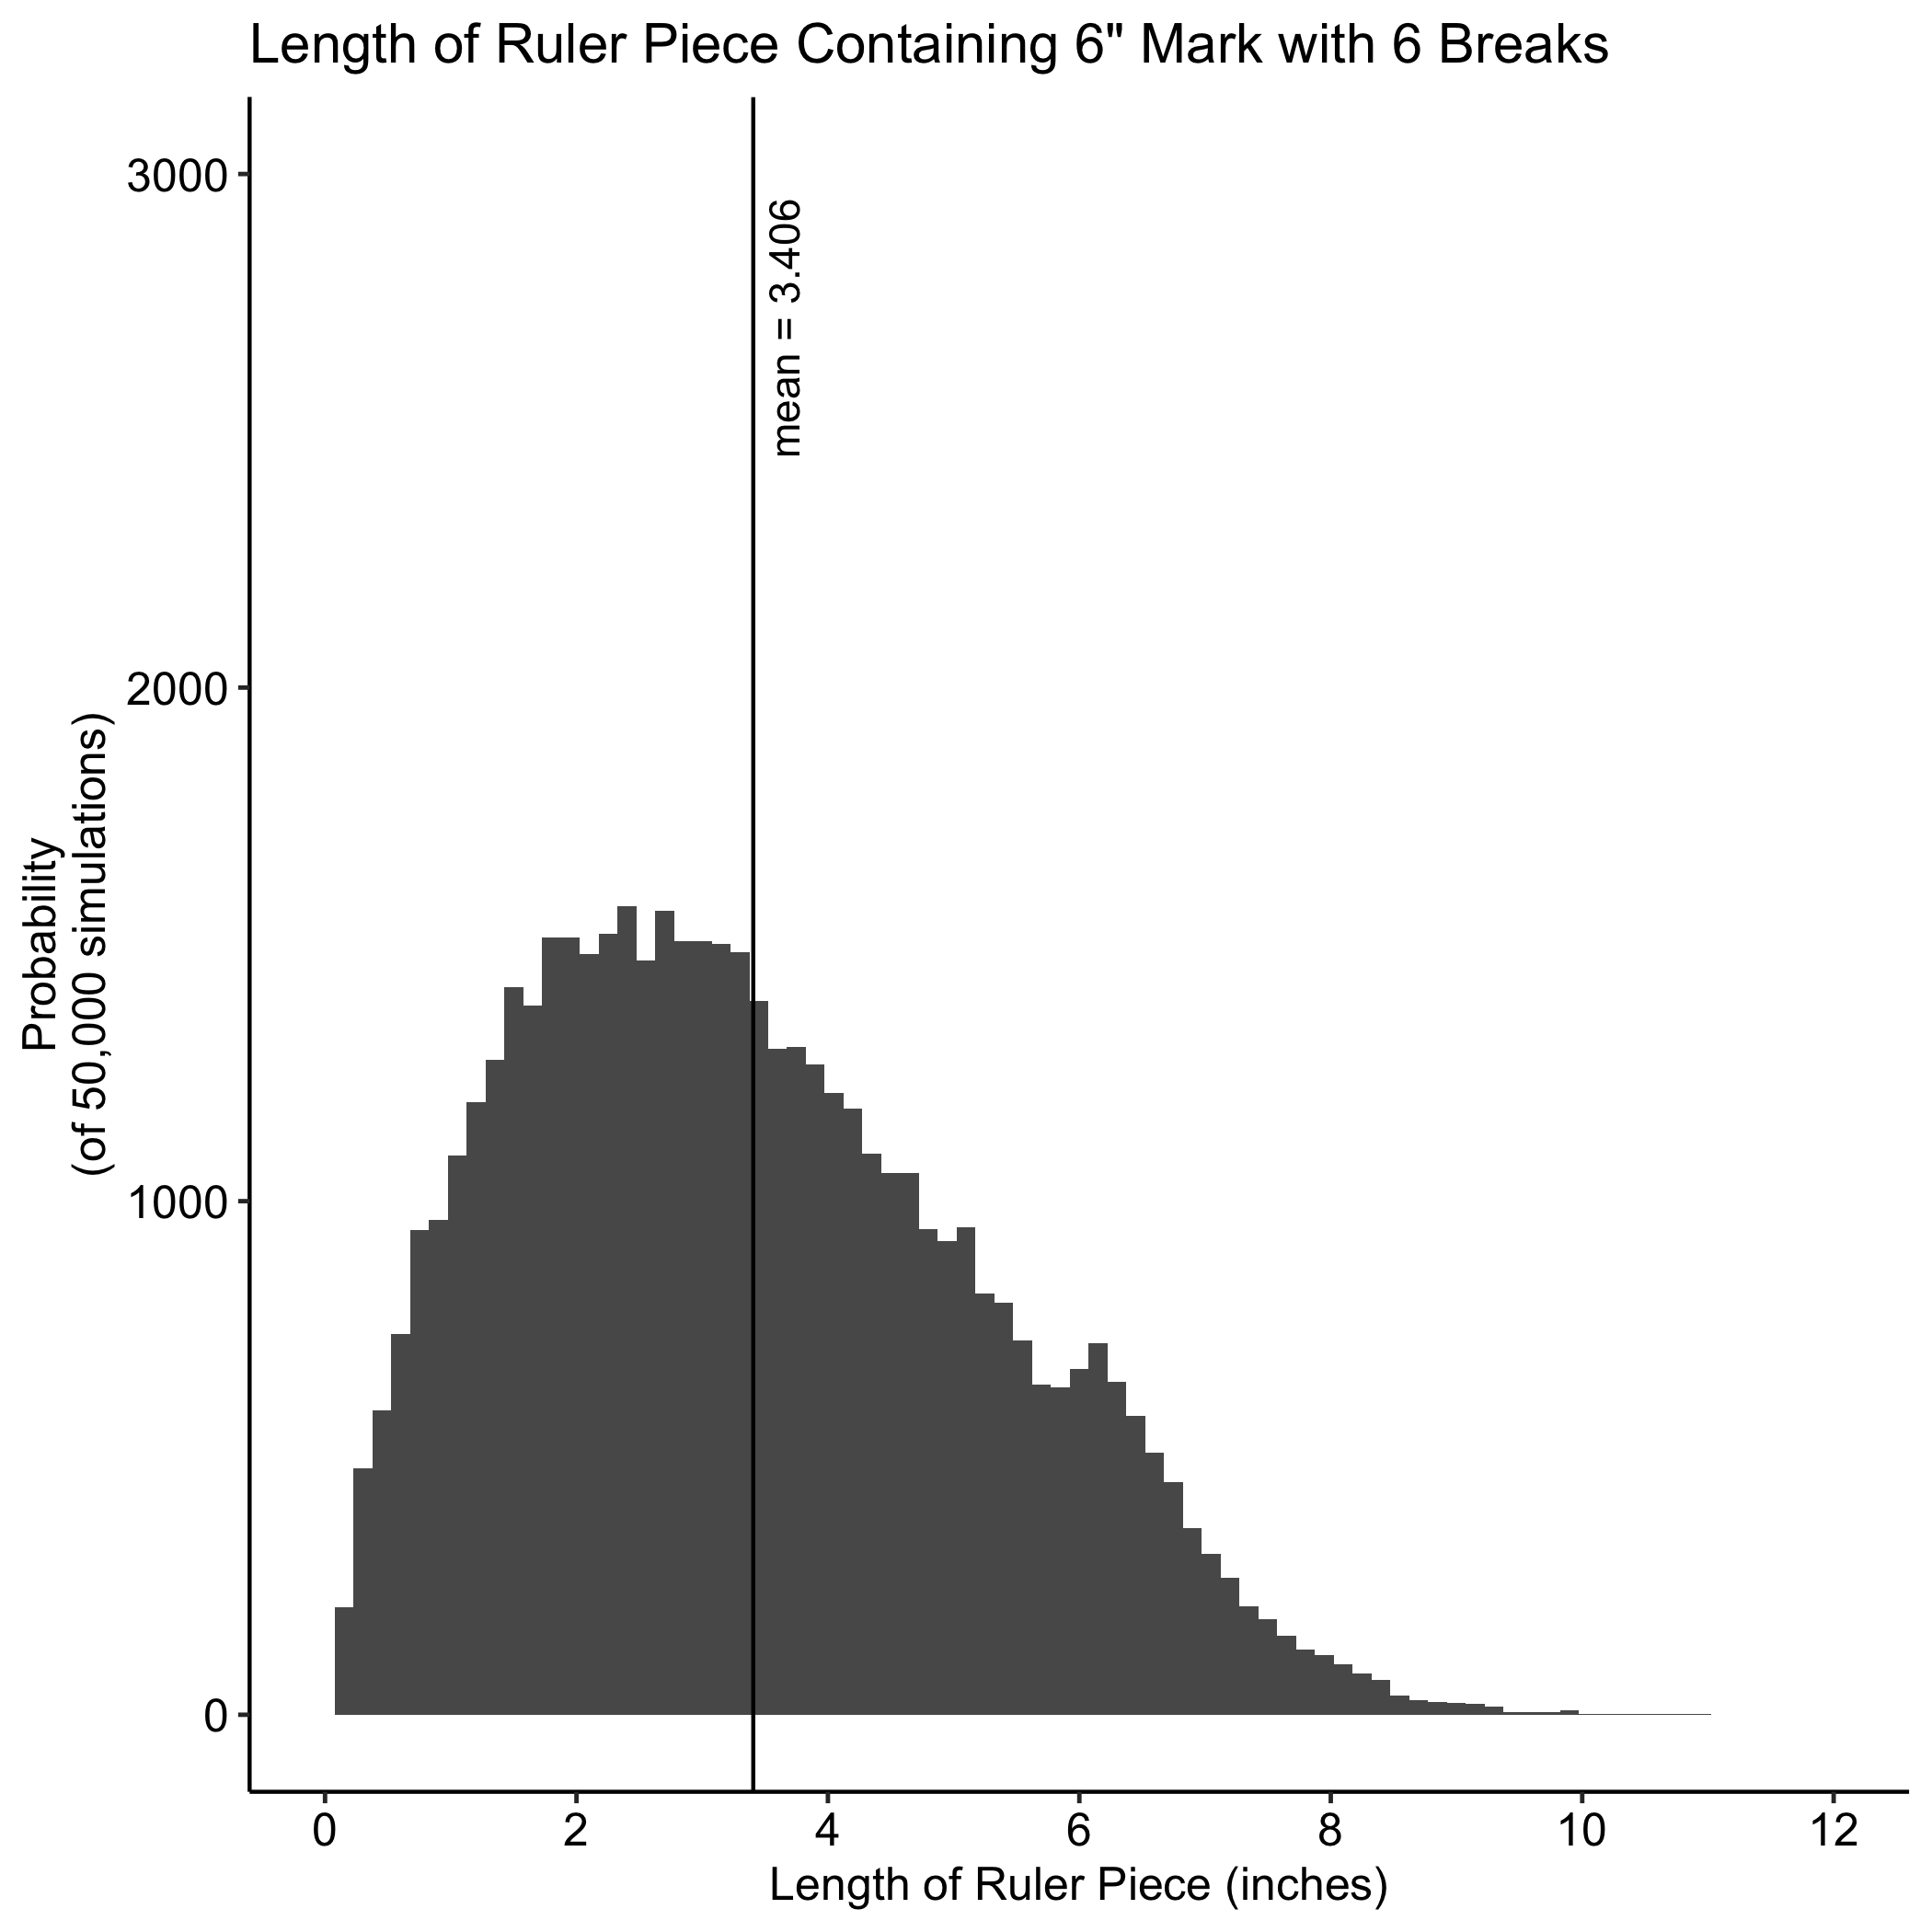 Length of Ruler Piece Containing 6" Mark with 6 Breaks
3000
2000
1000
0
Probability
(of 50,000 simulations)
mean = 3.406
0 2 4 6 8 10 12
Length of Ruler Piece (inches)